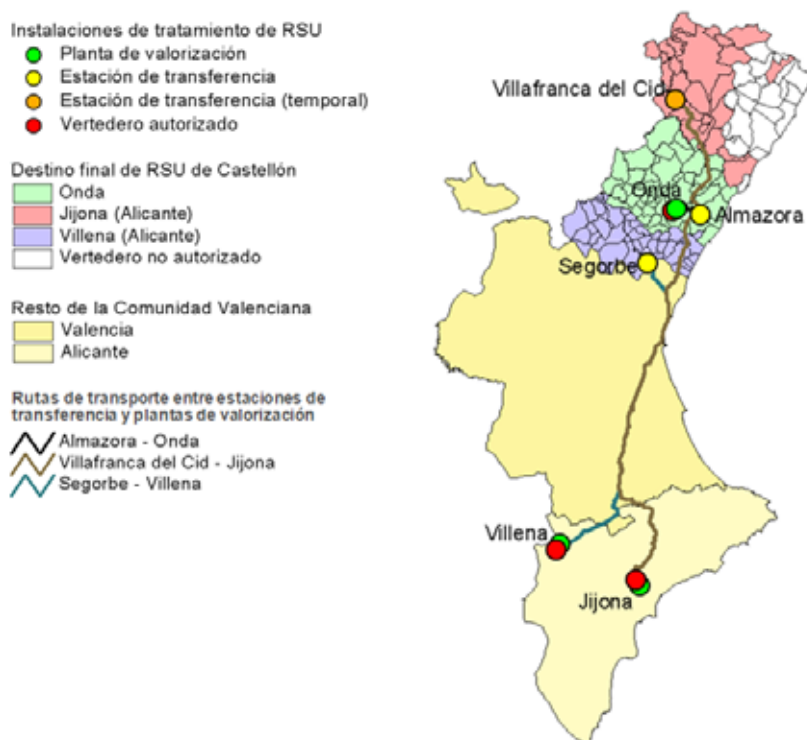 Instalaciones de tratamiento de RSU
Planta de valorización
Estación de transferencia
Estación de transferencia (temporal)
Vertedero autorizado
Destino final de RSU de Castellón
Onda
Jijona (Alicante)
Villena (Alicante)
Vertedero no autorizado
Resto de la Comunidad Valenciana
Valencia
Alicante
Rutas de transporte entre estaciones de
transferencia y plantas de valorización
Almazora - Onda
Villafranca del Cid - Jijona
Segorbe - Villena
Villafranca del Cid
Onda
Almazora
Segorbe
Villena
Jijona